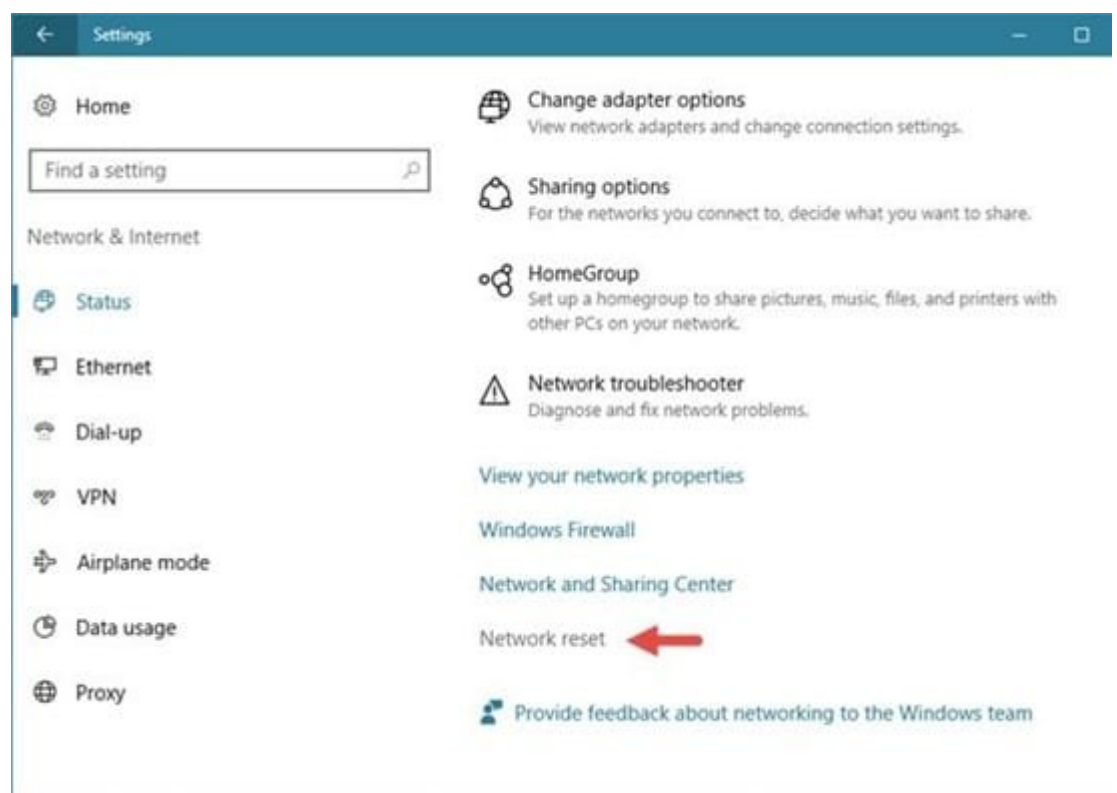 Settings
Home
Find a setting
Network & Internet
Status
Ethernet
Dial-up
VPN
Airplane mode
Data usage
Proxy
Change adapter options
View network adapters and change connection settings.
Sharing options
For the networks you connect to, decide what you want to share.
HomeGroup
Set up a homegroup to share pictures, music, files, and printers with
other PCs on your network.
Network troubleshooter
Diagnose and fix network problems.
View your network properties
Windows Firewall
Network and Sharing Center
Network reset
Provide feedback about networking to the Windows team